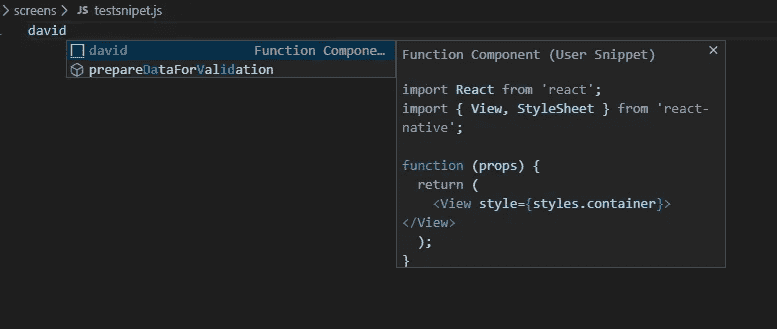 > screens > JS testsnipet.js
david
david Function Compone...
prepareDataForValidation
Function Component (User Snippet) ×
import React from 'react';
import { View, StyleSheet } from 'react-
native';
function (props) {
return (
<View style={styles.container}>
</View>
);
}